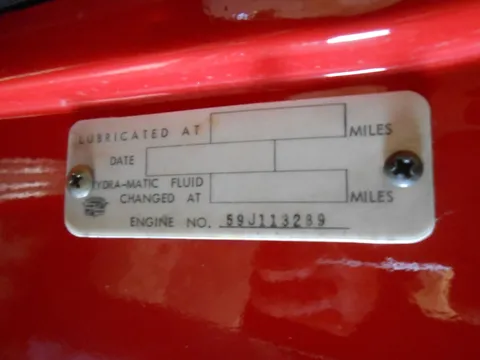 LUBRICATED AT MILES
DATE
HYDRA-MATIC FLUID
CHANGED AT MILES
ENGINE NO. 59J113289